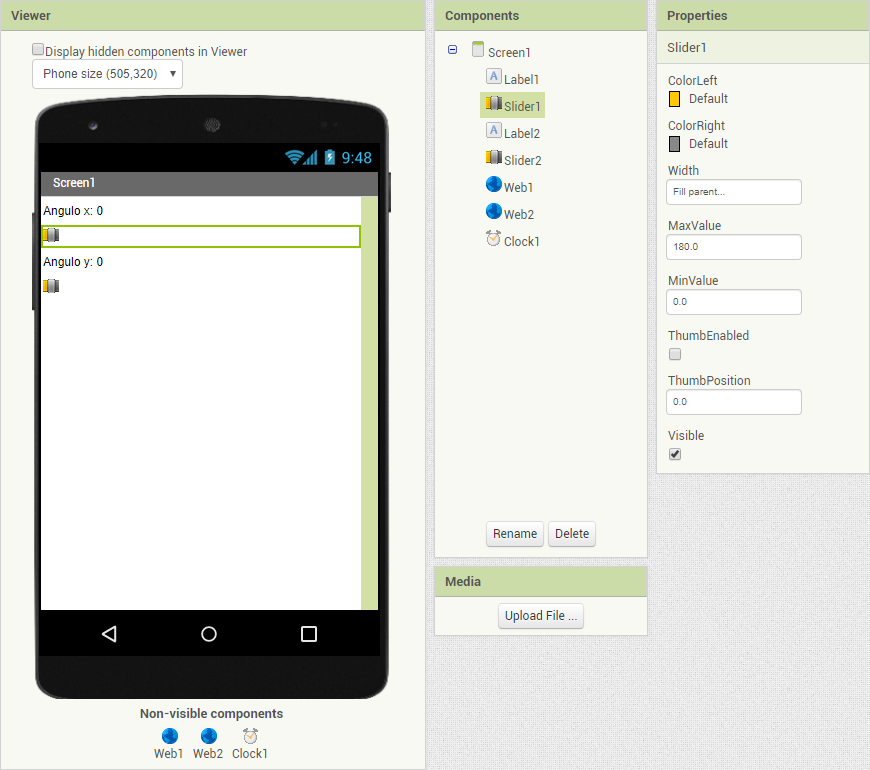 Viewer
Display hidden components in Viewer
Phone size (505,320)
9:48
Screen1
Angulo x: 0
Angulo y: 0
Non-visible components
Web1 Web2 Clock1
Components
Screen1
A Label1
Slider1
A Label2
Slider2
Web1
Web2
Clock1
Rename Delete
Media
Upload File ...
Properties
Slider1
ColorLeft
Default
ColorRight
Default
Width
Fill parent...
MaxValue
180.0
MinValue
0.0
ThumbEnabled
ThumbPosition
0.0
Visible